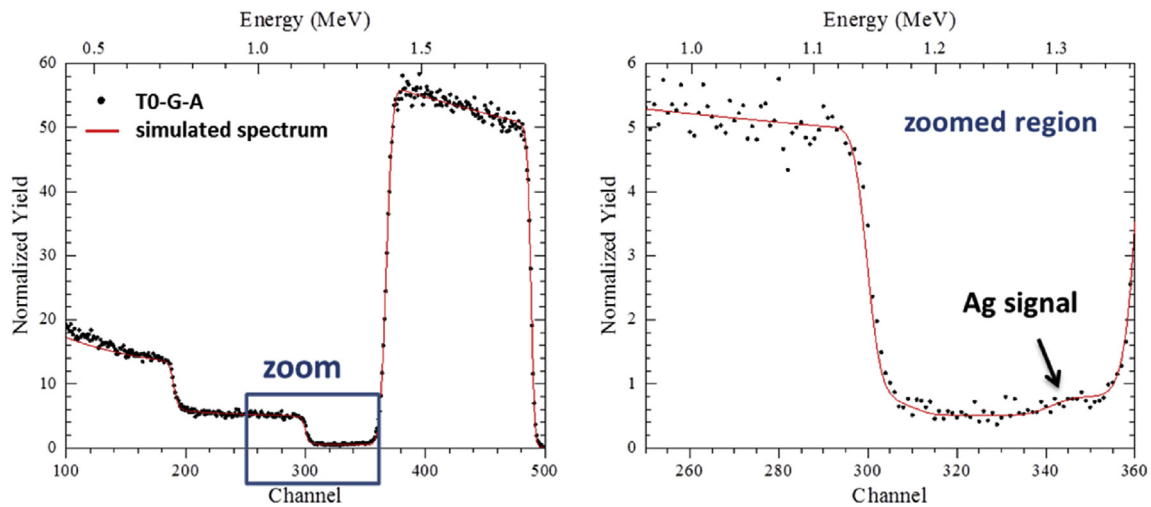 Energy (MeV)
0.5 1.0 1.5
60
50
40
30
20
10
0
Normalized Yield
T0-G-A
simulated spectrum
zoom
100 200 300 400 500
Channel
Energy (MeV)
1.0 1.1 1.2 1.3
6
5
4
3
2
1
0
Normalized Yield
zoomed region
Ag signal
260 280 300 320 340 360
Channel